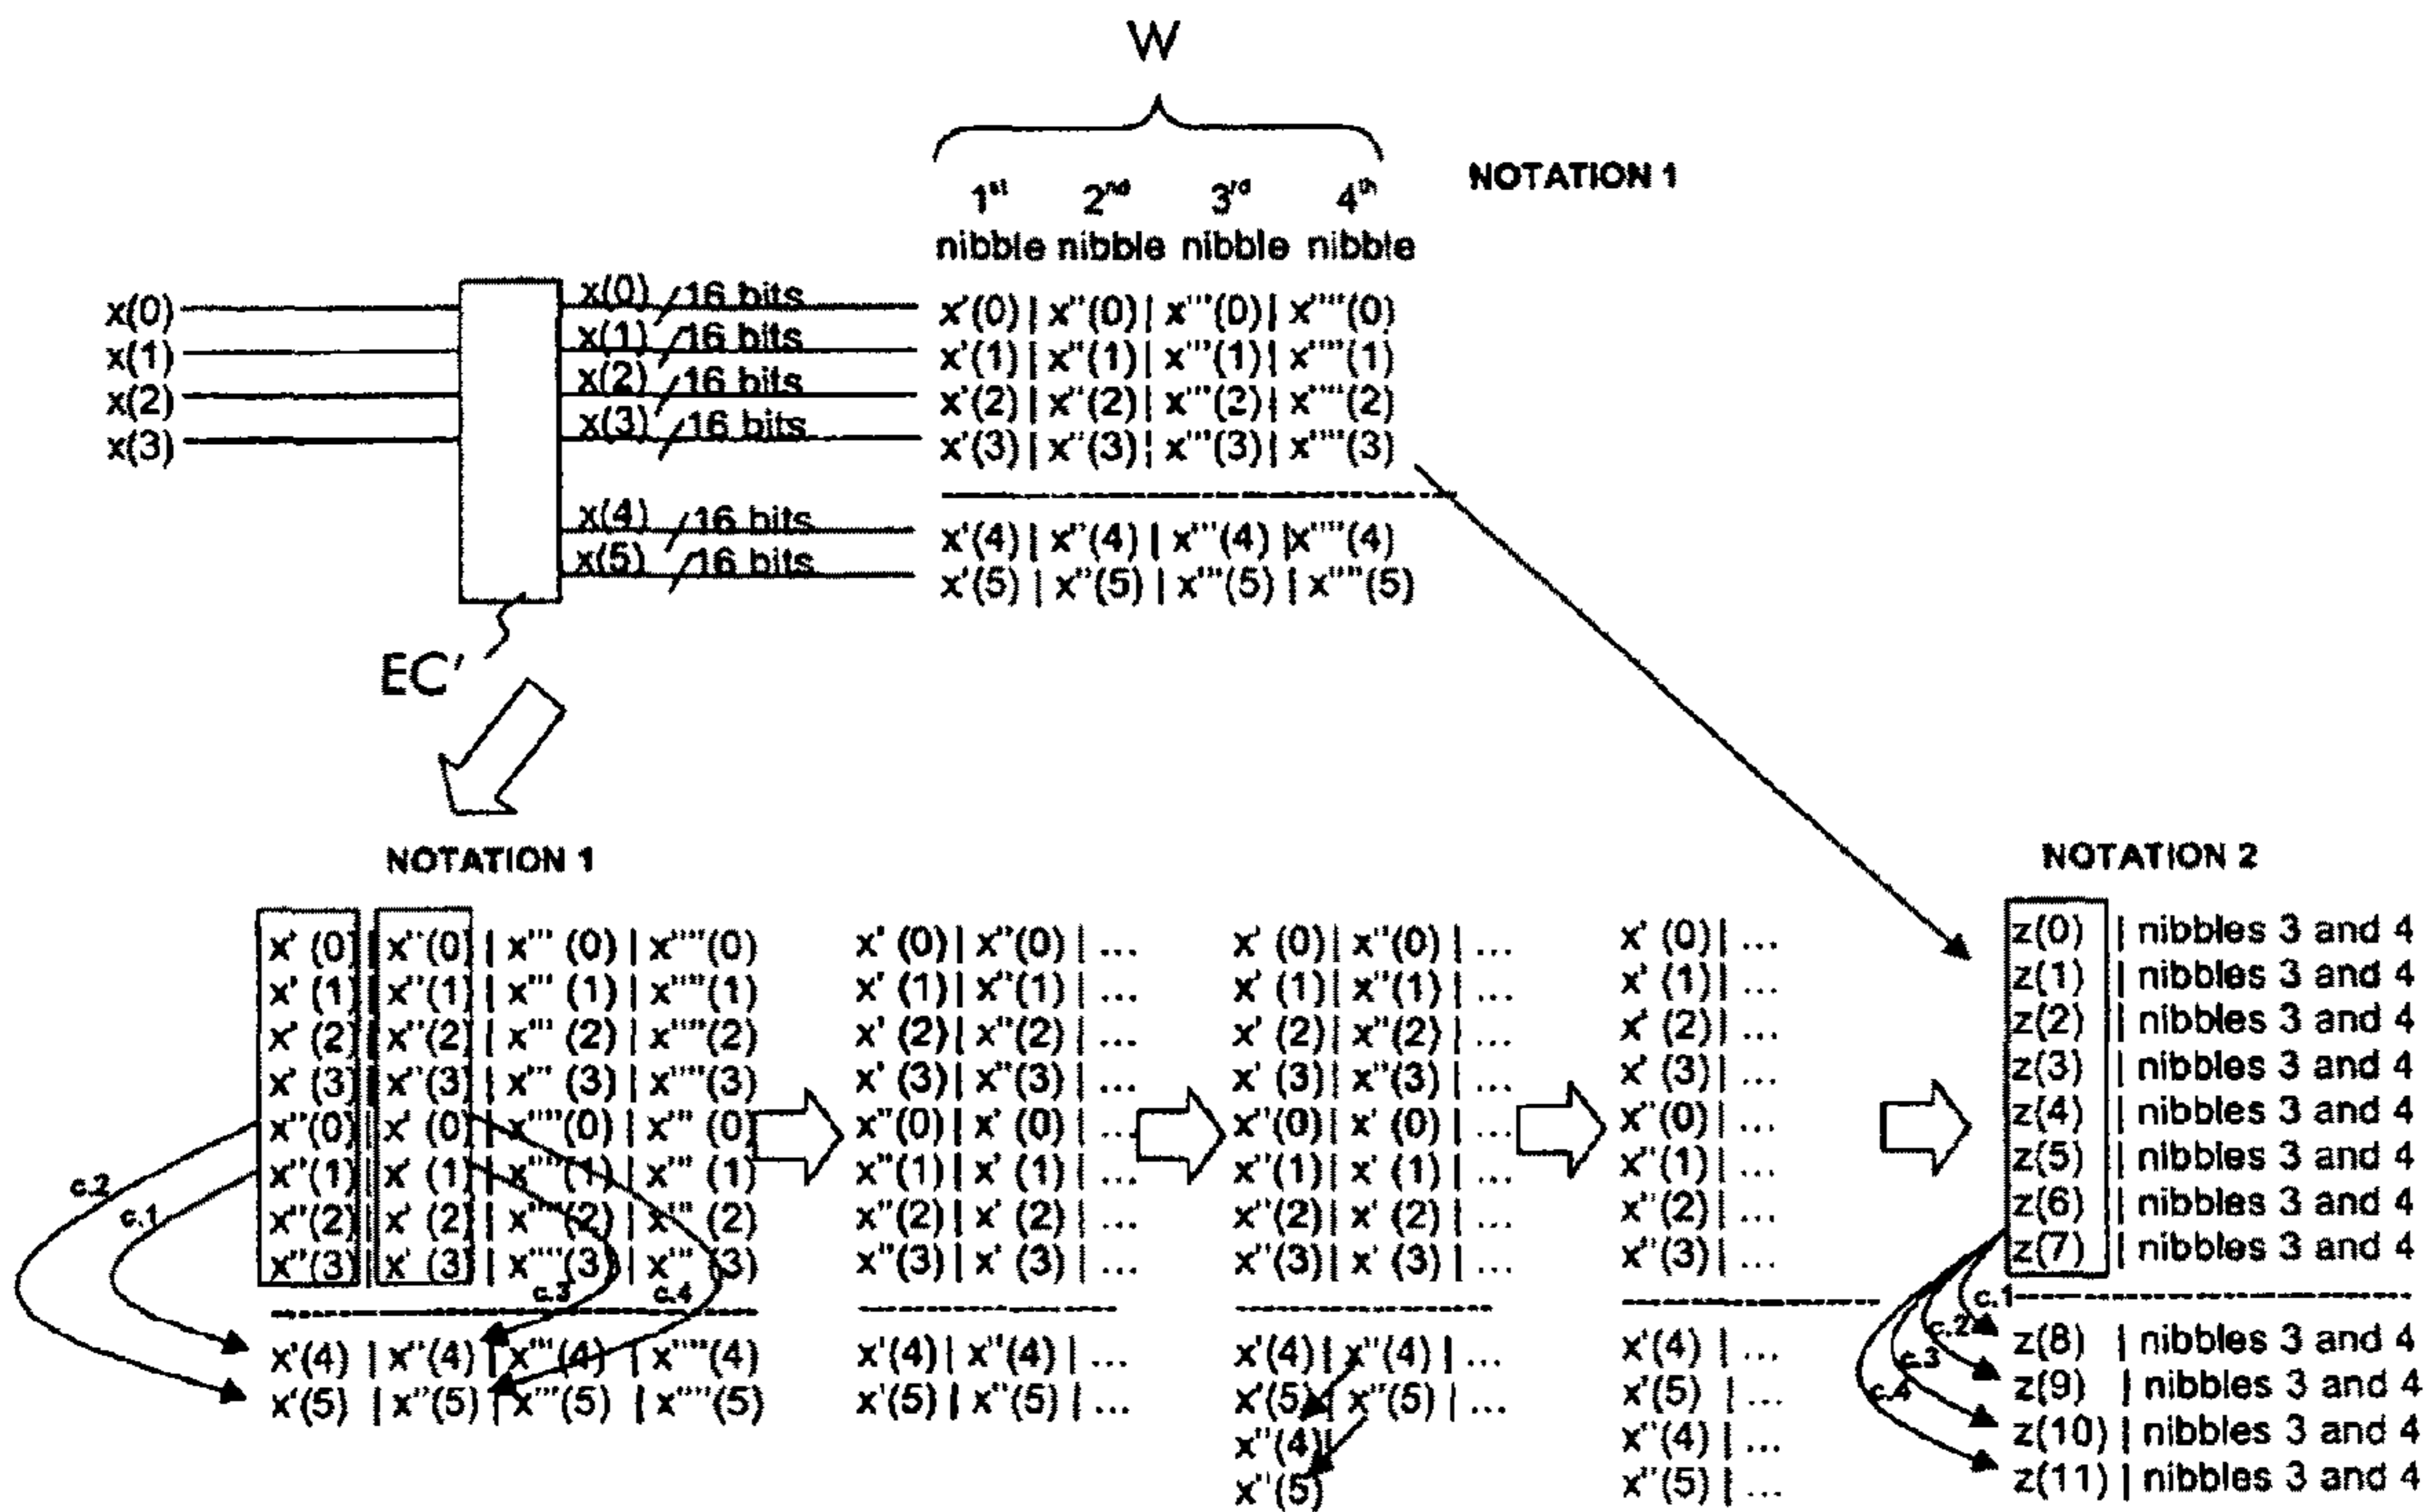 W
NOTATION 1
1st 2nd 3rd 4th
nibble nibble nibble nibble
x(0) x(0) 16 bits x'(0) | x''(0) | x'''(0) | x''''(0)
x(1) x(1) 16 bits x'(1) | x''(1) | x'''(1) | x''''(1)
x(2) x(2) 16 bits x'(2) | x''(2) | x'''(2) | x''''(2)
x(3) x(3) 16 bits x'(3) | x''(3) | x'''(3) | x''''(3)
x(4) 16 bits x'(4) | x''(4) | x'''(4) | x''''(4)
x(5) 16 bits x'(5) | x''(5) | x'''(5) | x''''(5)
EC'
NOTATION 1
x' (0) | x''(0) | x''' (0) | x''''(0)
x' (1) | x''(1) | x''' (1) | x''''(1)
x' (2) | x''(2) | x''' (2) | x''''(2)
x' (3) | x''(3) | x''' (3) | x''''(3)
x''(0) | x' (0) | x''''(0) | x''' (0)
x''(1) | x' (1) | x''''(1) | x''' (1)
x''(2) | x' (2) | x''''(2) | x''' (2)
x''(3) | x' (3) | x''''(3) | x''' (3)
c.2
c.1
c.3
c.4
x'(4) | x''(4) | x'''(4) | x''''(4)
x'(5) | x''(5) | x'''(5) | x''''(5)
x' (0) | x''(0) | ...
x' (1) | x''(1) | ...
x' (2) | x''(2) | ...
x' (3) | x''(3) | ...
x''(0) | x' (0) | ...
x''(1) | x' (1) | ...
x''(2) | x' (2) | ...
x''(3) | x' (3) | ...
x'(4) | x''(4) | ...
x'(5) | x''(5) | ...
x' (0) | x''(0) | ...
x' (1) | x''(1) | ...
x' (2) | x''(2) | ...
x' (3) | x''(3) | ...
x''(0) | x' (0) | ...
x''(1) | x' (1) | ...
x''(2) | x' (2) | ...
x''(3) | x' (3) | ...
x'(4) | x''(4) | ...
x'(5) | x''(5) | ...
x''(4) |
x''(5)
x' (0) | ...
x' (1) | ...
x' (2) | ...
x' (3) | ...
x''(0) | ...
x''(1) | ...
x''(2) | ...
x''(3) | ...
x'(4) | ...
x'(5) | ...
x''(4) | ...
x''(5) | ...
NOTATION 2
z(0) | nibbles 3 and 4
z(1) | nibbles 3 and 4
z(2) | nibbles 3 and 4
z(3) | nibbles 3 and 4
z(4) | nibbles 3 and 4
z(5) | nibbles 3 and 4
z(6) | nibbles 3 and 4
z(7) | nibbles 3 and 4
c.1
c.2
c.3
c.4
z(8) | nibbles 3 and 4
z(9) | nibbles 3 and 4
z(10) | nibbles 3 and 4
z(11) | nibbles 3 and 4